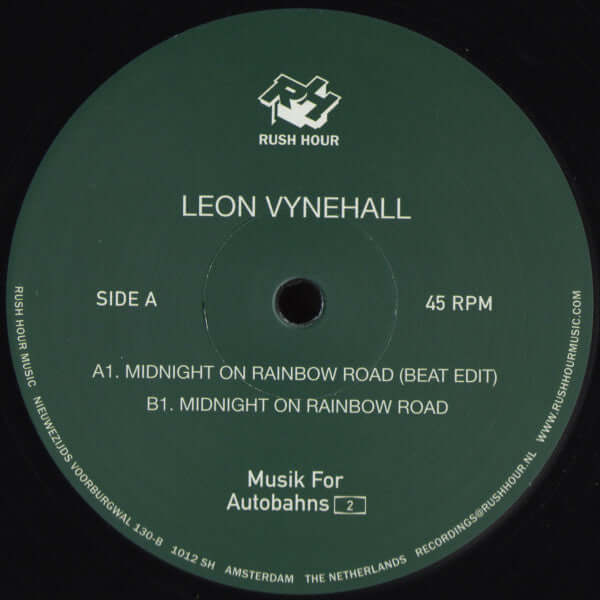 RH
RUSH HOUR
LEON VYNEHALL
SIDE A
45 RPM
A1. MIDNIGHT ON RAINBOW ROAD (BEAT EDIT)
B1. MIDNIGHT ON RAINBOW ROAD
Musik For
Autobahns 2
RUSH HOUR MUSIC NIEUWEZIJDS VOORBURGWAL 130-B 1012 SH AMSTERDAM THE NETHERLANDS RECORDINGS@RUSHHOUR.NL WWW.RUSHHOURMUSIC.COM